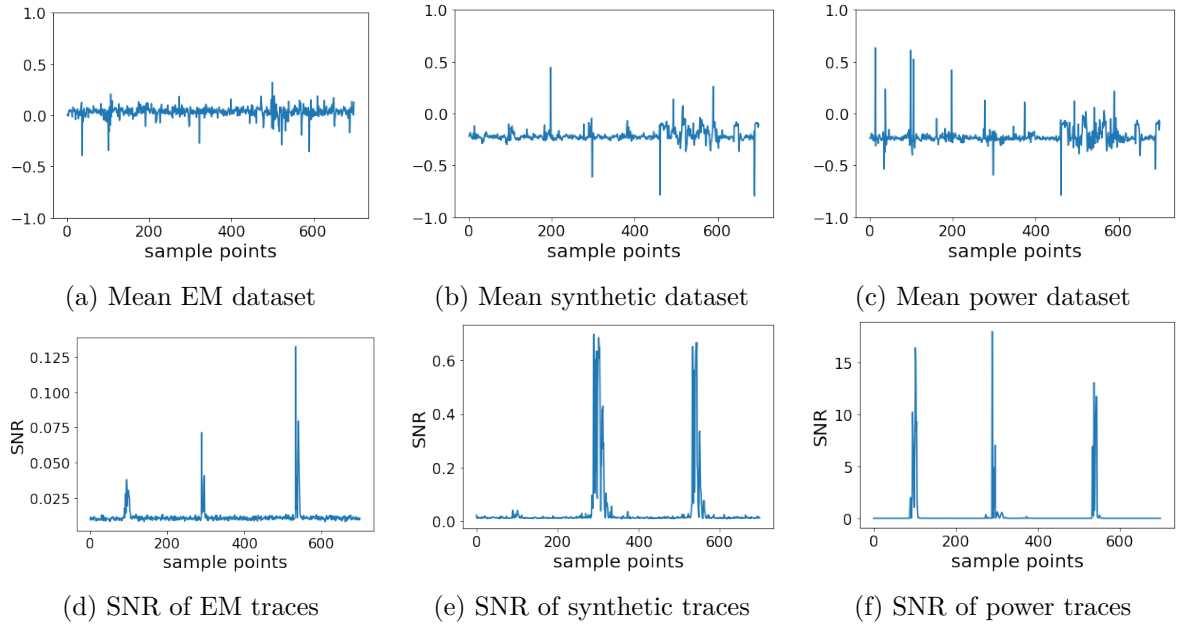 1.0
0.5
0.0
−0.5
−1.0
0 200 400 600
sample points
(a) Mean EM dataset
1.0
0.5
0.0
−0.5
−1.0
0 200 400 600
sample points
(b) Mean synthetic dataset
1.0
0.5
0.0
−0.5
−1.0
0 200 400 600
sample points
(c) Mean power dataset
SNR
0.125
0.100
0.075
0.050
0.025
0 200 400 600
sample points
(d) SNR of EM traces
SNR
0.6
0.4
0.2
0.0
0 200 400 600
sample points
(e) SNR of synthetic traces
SNR
15
10
5
0
0 200 400 600
sample points
(f) SNR of power traces